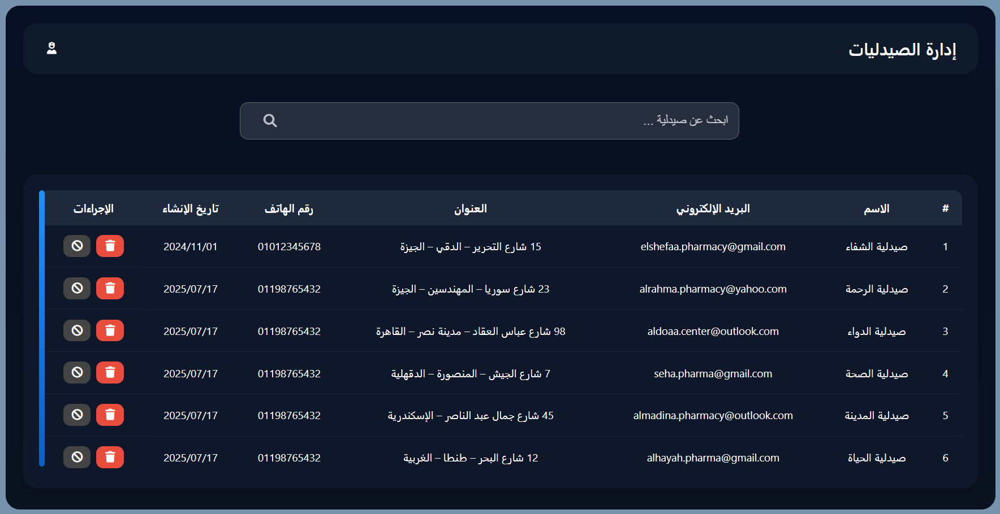 إدارة الصيدليات
ابحث عن صيدلية ...
# الاسم البريد الإلكتروني العنوان رقم الهاتف تاريخ الإنشاء الإجراءات
1 صيدلية الشفاء elshefaa.pharmacy@gmail.com 15 شارع التحرير – الدقي – الجيزة 01012345678 2024/11/01
2 صيدلية الرحمة alrahma.pharmacy@yahoo.com 23 شارع سوريا – المهندسين – الجيزة 01198765432 2025/07/17
3 صيدلية الدواء aldoaa.center@outlook.com 98 شارع عباس العقاد – مدينة نصر – القاهرة 01198765432 2025/07/17
4 صيدلية الصحة seha.pharma@gmail.com 7 شارع الجيش – المنصورة – الدقهلية 01198765432 2025/07/17
5 صيدلية المدينة almadina.pharmacy@outlook.com 45 شارع جمال عبد الناصر – الإسكندرية 01198765432 2025/07/17
6 صيدلية الحياة alhayah.pharma@gmail.com 12 شارع البحر – طنطا – الغربية 01198765432 2025/07/17